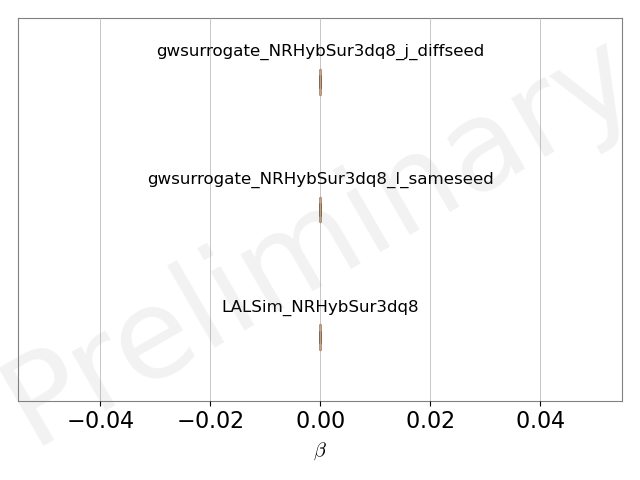 gwsurrogate_NRHybSur3dq8_j_diffseed
gwsurrogate_NRHybSur3dq8_l_sameseed
LALSim_NRHybSur3dq8
Preliminary
−0.04 −0.02 0.00 0.02 0.04
β